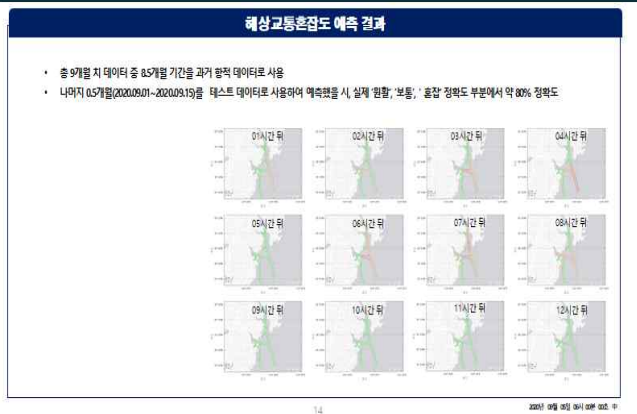 해상교통혼잡도 예측 결과
• 총 9개월 치 데이터 중 8.5개월 기간을 과거 항적 데이터로 사용
• 나머지 0.5개월(2020.09.01~2020.09.15)를 테스트 데이터로 사용하여 예측했을 시, 실제 '원활', '보통', ' 혼잡' 정확도 부분에서 약 80% 정확도
01시간 뒤 02시간 뒤 03시간 뒤 04시간 뒤
05시간 뒤 06시간 뒤 07시간 뒤 08시간 뒤
09시간 뒤 10시간 뒤 11시간 뒤 12시간 뒤
14